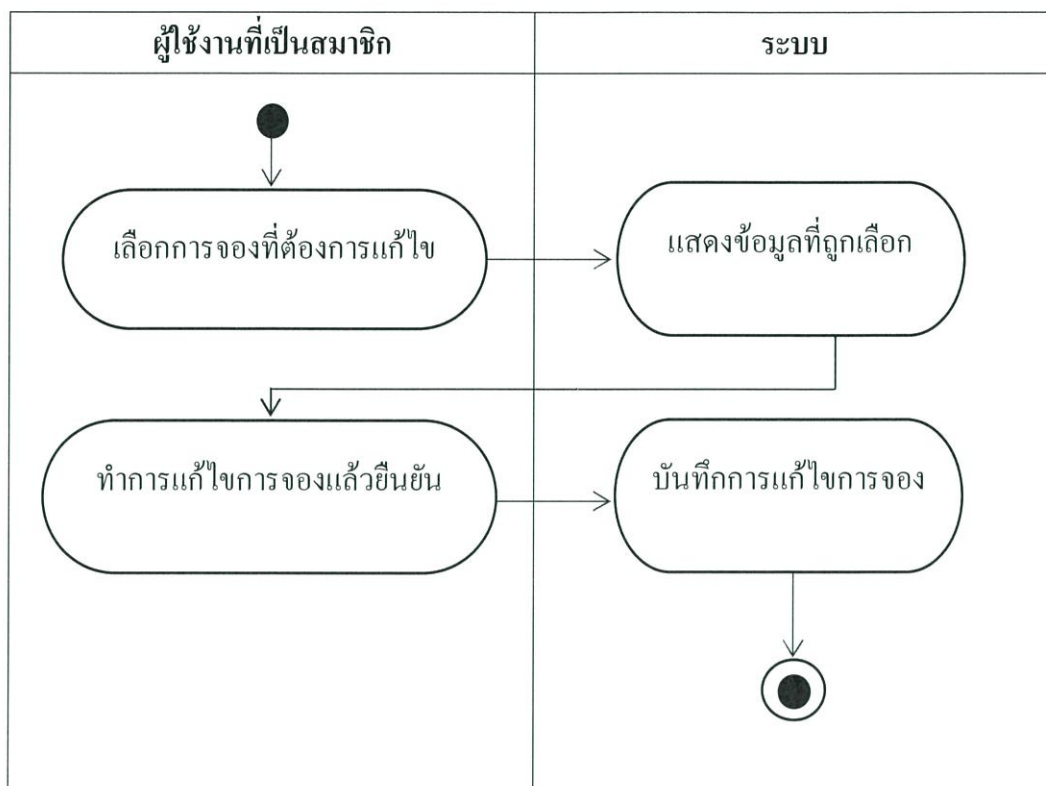 ผู้ใช้งานที่เป็นสมาชิก
ระบบ
เลือกการจองที่ต้องการแก้ไข
แสดงข้อมูลที่ถูกเลือก
ทำการแก้ไขการจองแล้วยืนยัน
บันทึกการแก้ไขการจอง